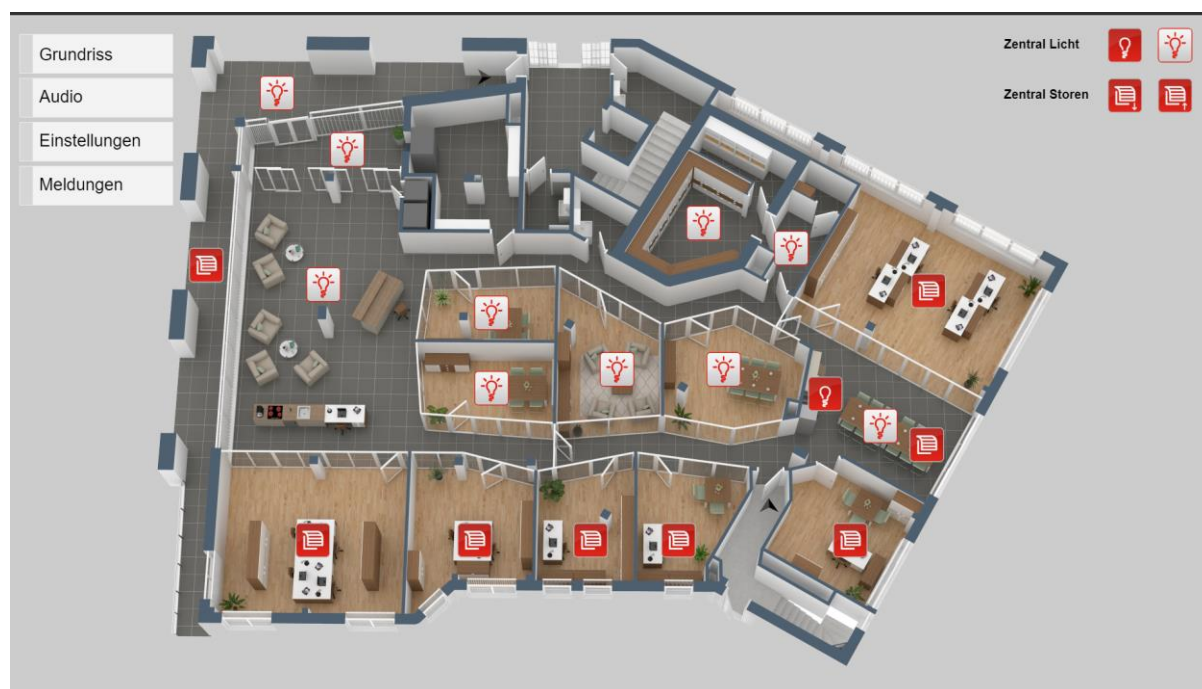 Grundriss
Audio
Einstellungen
Meldungen
Zentral Licht
Zentral Storen